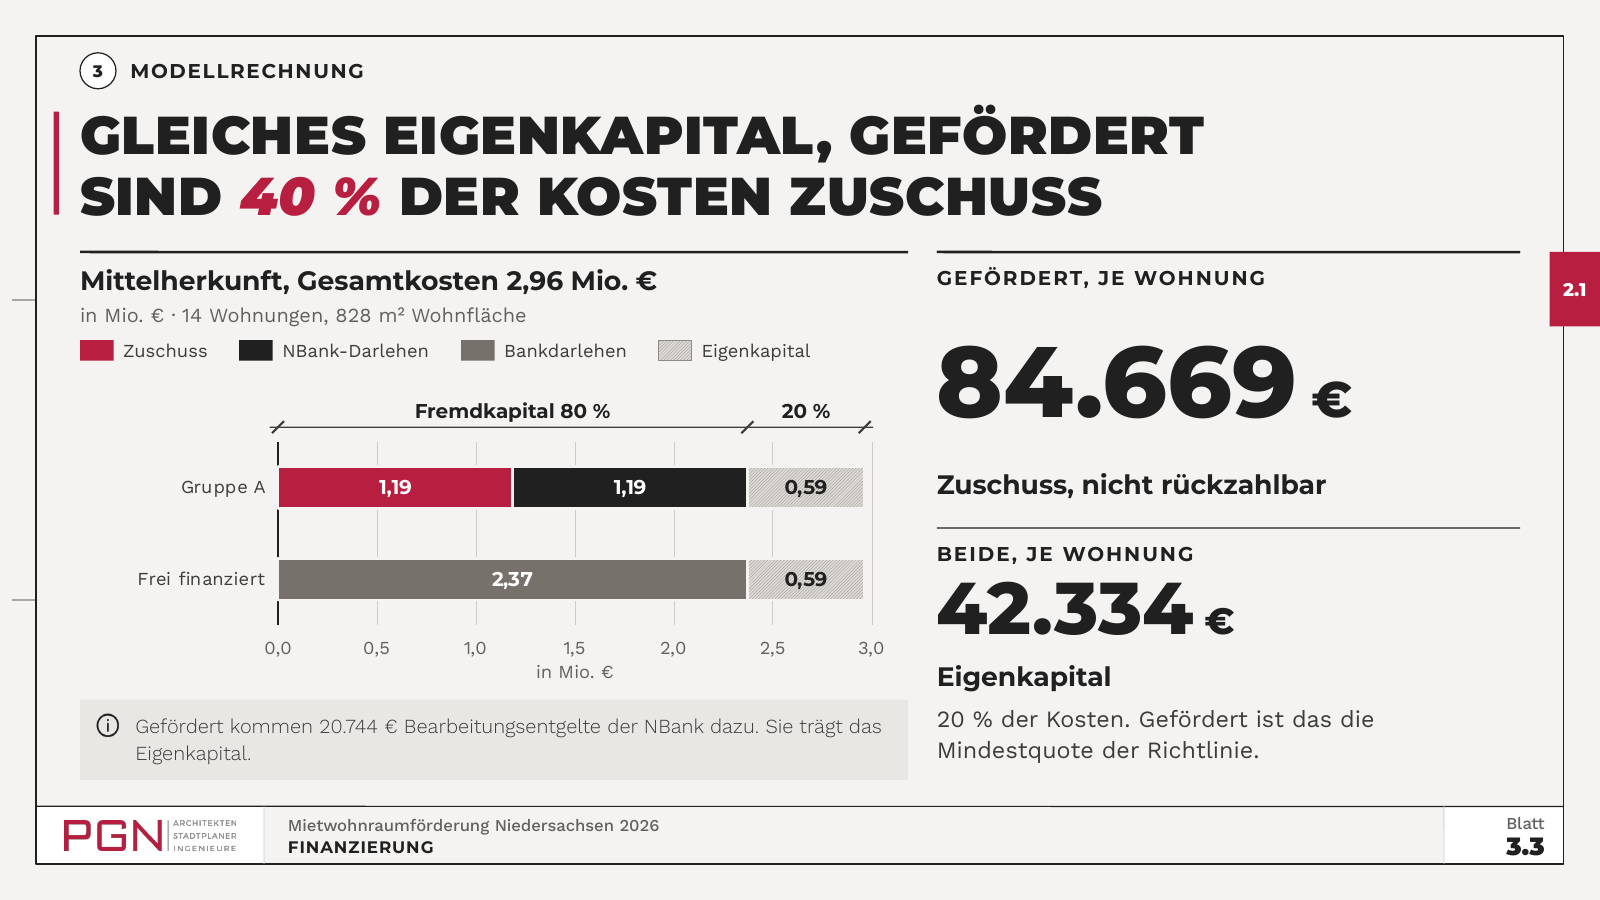 3 MODELLRECHNUNG
GLEICHES EIGENKAPITAL, GEFÖRDERT
SIND 40 % DER KOSTEN ZUSCHUSS
Mittelherkunft, Gesamtkosten 2,96 Mio. €
in Mio. € · 14 Wohnungen, 828 m² Wohnfläche
Zuschuss NBank-Darlehen Bankdarlehen Eigenkapital
Fremdkapital 80 % 20 %
Gruppe A 1,19 1,19 0,59
Frei finanziert 2,37 0,59
0,0 0,5 1,0 1,5 2,0 2,5 3,0
in Mio. €
Gefördert kommen 20.744 € Bearbeitungsentgelte der NBank dazu. Sie trägt das
Eigenkapital.
GEFÖRDERT, JE WOHNUNG
84.669 €
Zuschuss, nicht rückzahlbar
BEIDE, JE WOHNUNG
42.334 €
Eigenkapital
20 % der Kosten. Gefördert ist das die
Mindestquote der Richtlinie.
2.1
PGN ARCHITEKTEN
STADTPLANER
INGENIEURE
Mietwohnraumförderung Niedersachsen 2026
FINANZIERUNG
Blatt
3.3